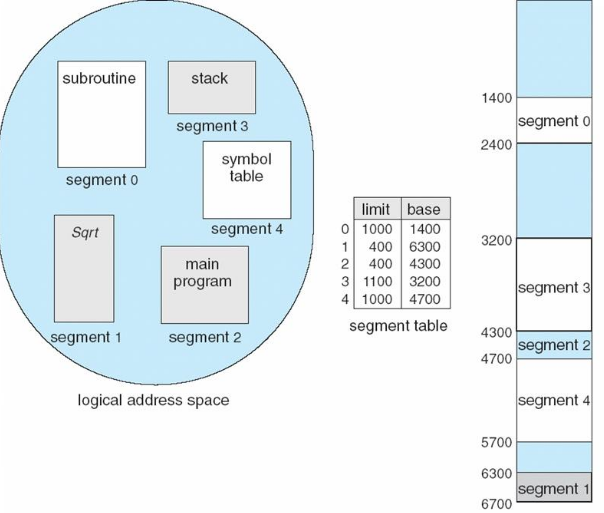 subroutine
segment 0
stack
segment 3
symbol
table
segment 4
Sqrt
segment 1
main
program
segment 2
logical address space
limit base
0 1000 1400
1 400 6300
2 400 4300
3 1100 3200
4 1000 4700
segment table
1400
segment 0
2400
3200
segment 3
4300
segment 2
4700
segment 4
5700
6300
segment 1
6700